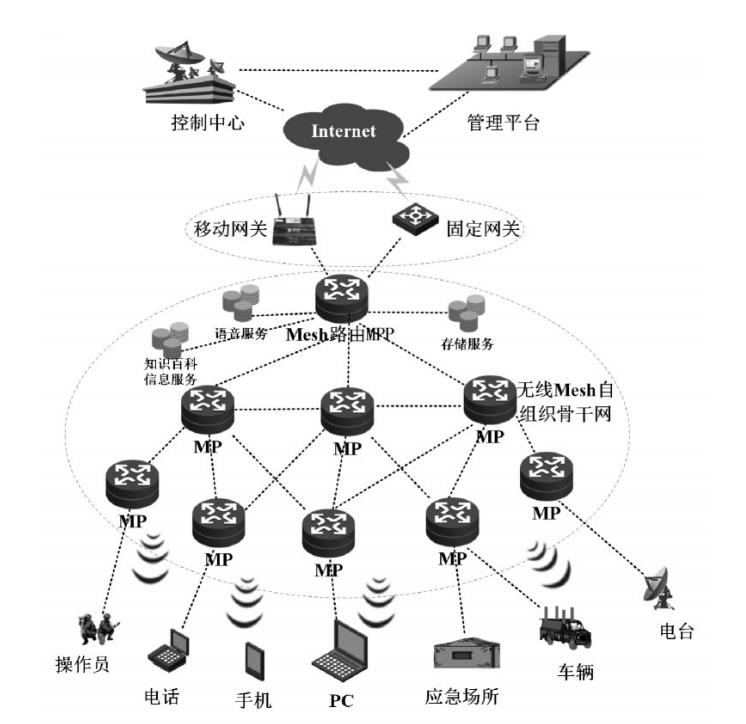 控制中心
管理平台
Internet
移动网关
固定网关
语音服务
Mesh路由MPP
存储服务
知识百科
信息服务
无线Mesh自
组织骨干网
MP
MP
MP
MP
MP
MP
MP
MP
操作员
电话
手机
PC
应急场所
车辆
电台